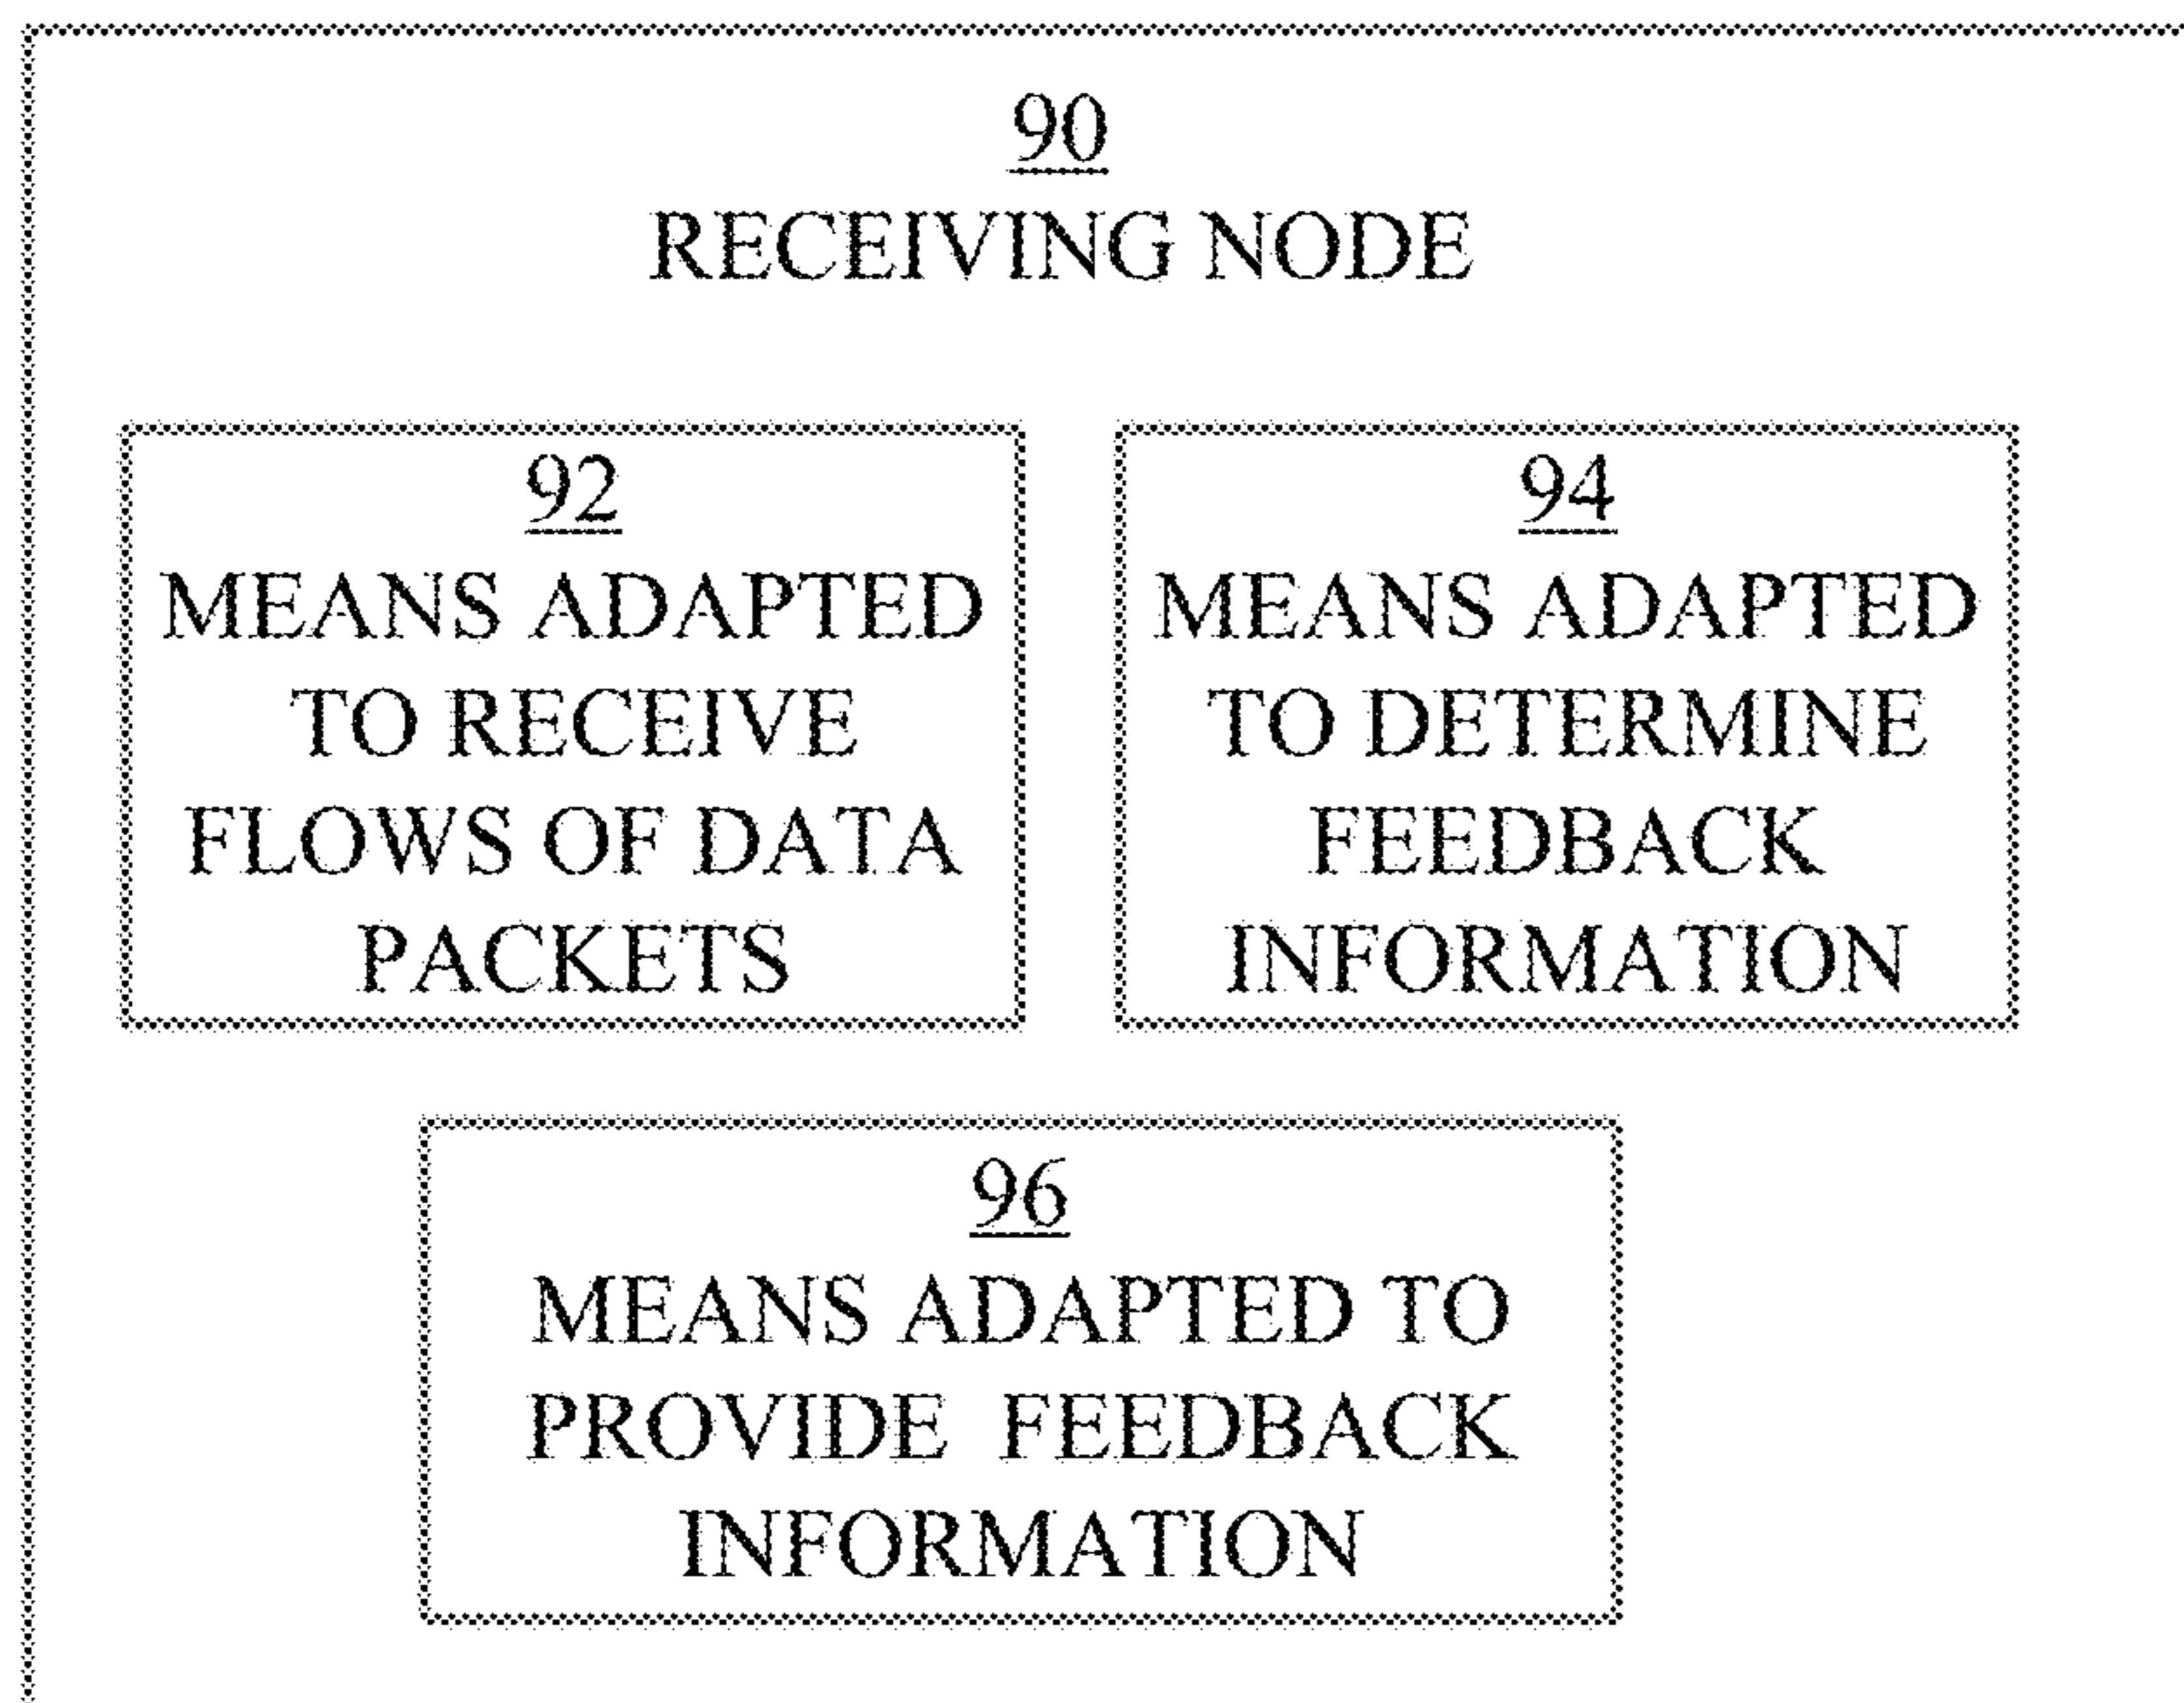 90
RECEIVING NODE
92
MEANS ADAPTED
TO RECEIVE
FLOWS OF DATA
PACKETS
94
MEANS ADAPTED
TO DETERMINE
FEEDBACK
INFORMATION
96
MEANS ADAPTED TO
PROVIDE FEEDBACK
INFORMATION